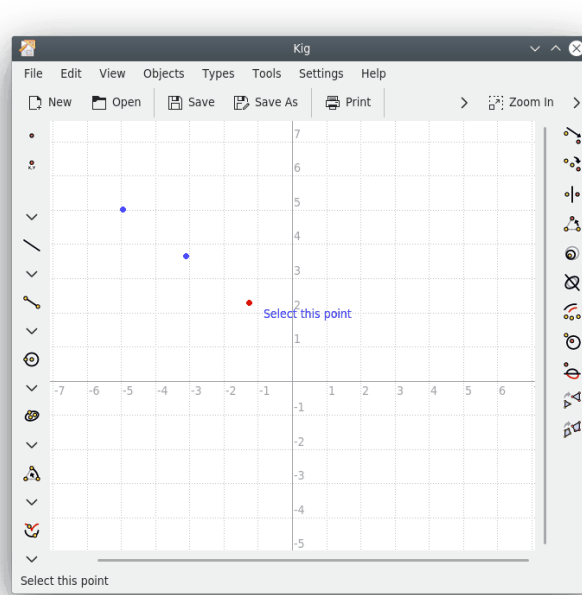 Kig
File Edit View Objects Types Tools Settings Help
New Open Save Save As Print Zoom In
7
6
5
4
3
2
Select this point
1
-7 -6 -5 -4 -3 -2 -1 1 2 3 4 5 6
-1
-2
-3
-4
-5
Select this point